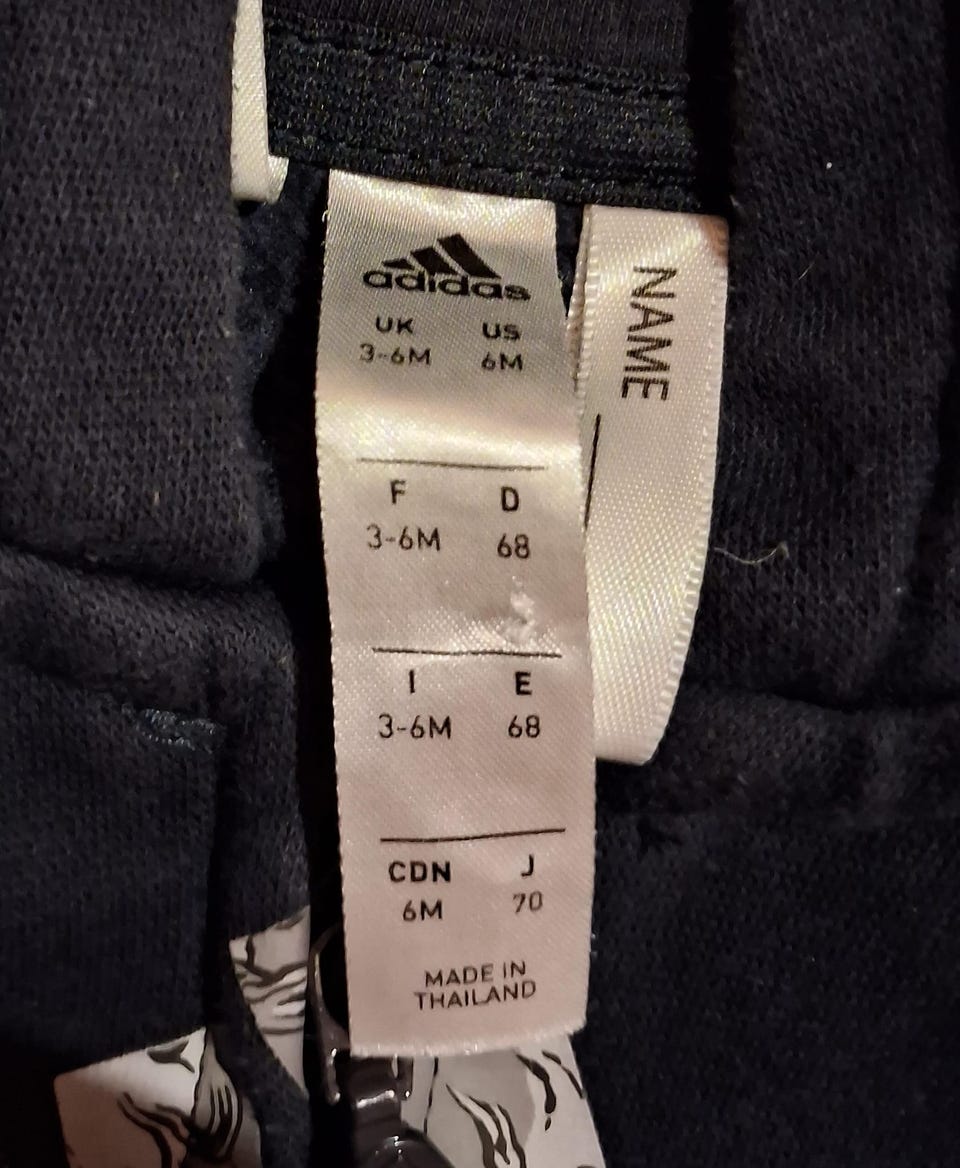 adidas
UK US
3-6M 6M
F D
3-6M 68
I E
3-6M 68
CDN J
6M 70
MADE IN
THAILAND
NAME